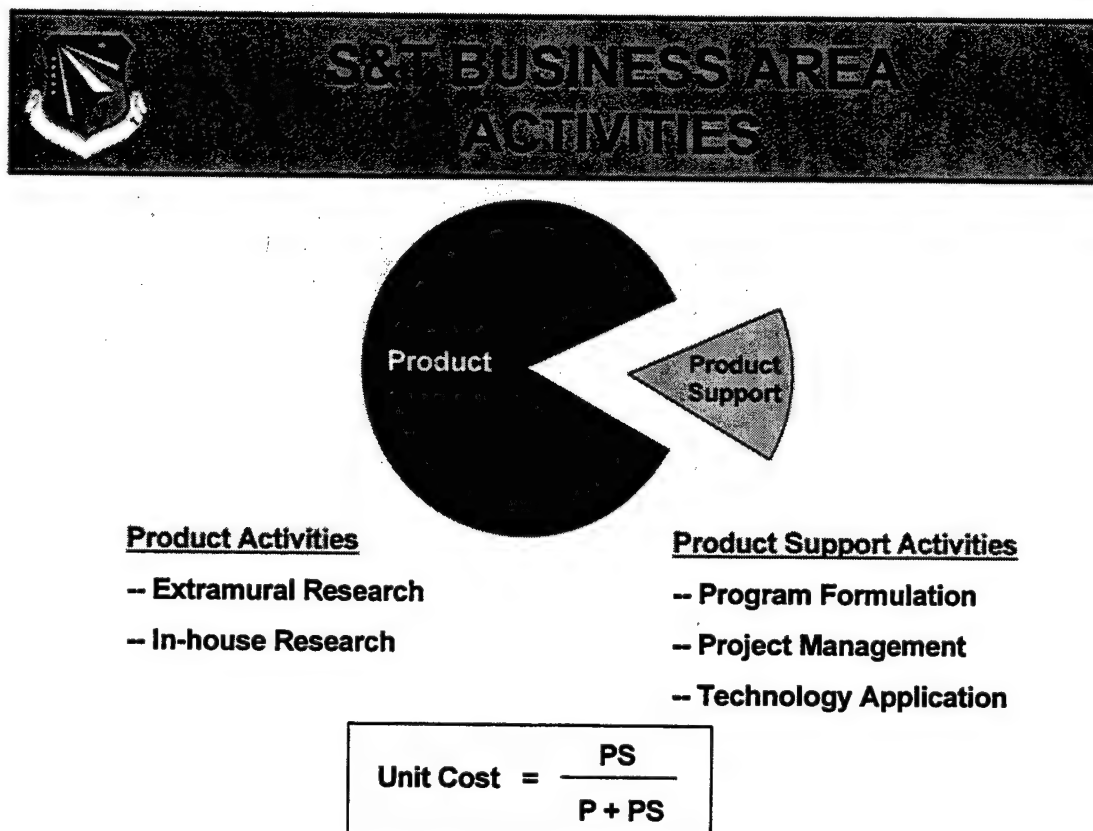 S&T BUSINESS AREA
ACTIVITIES
Product
Product
Support
Product Activities
-- Extramural Research
-- In-house Research
Product Support Activities
-- Program Formulation
-- Project Management
-- Technology Application
Unit Cost = PS
P + PS